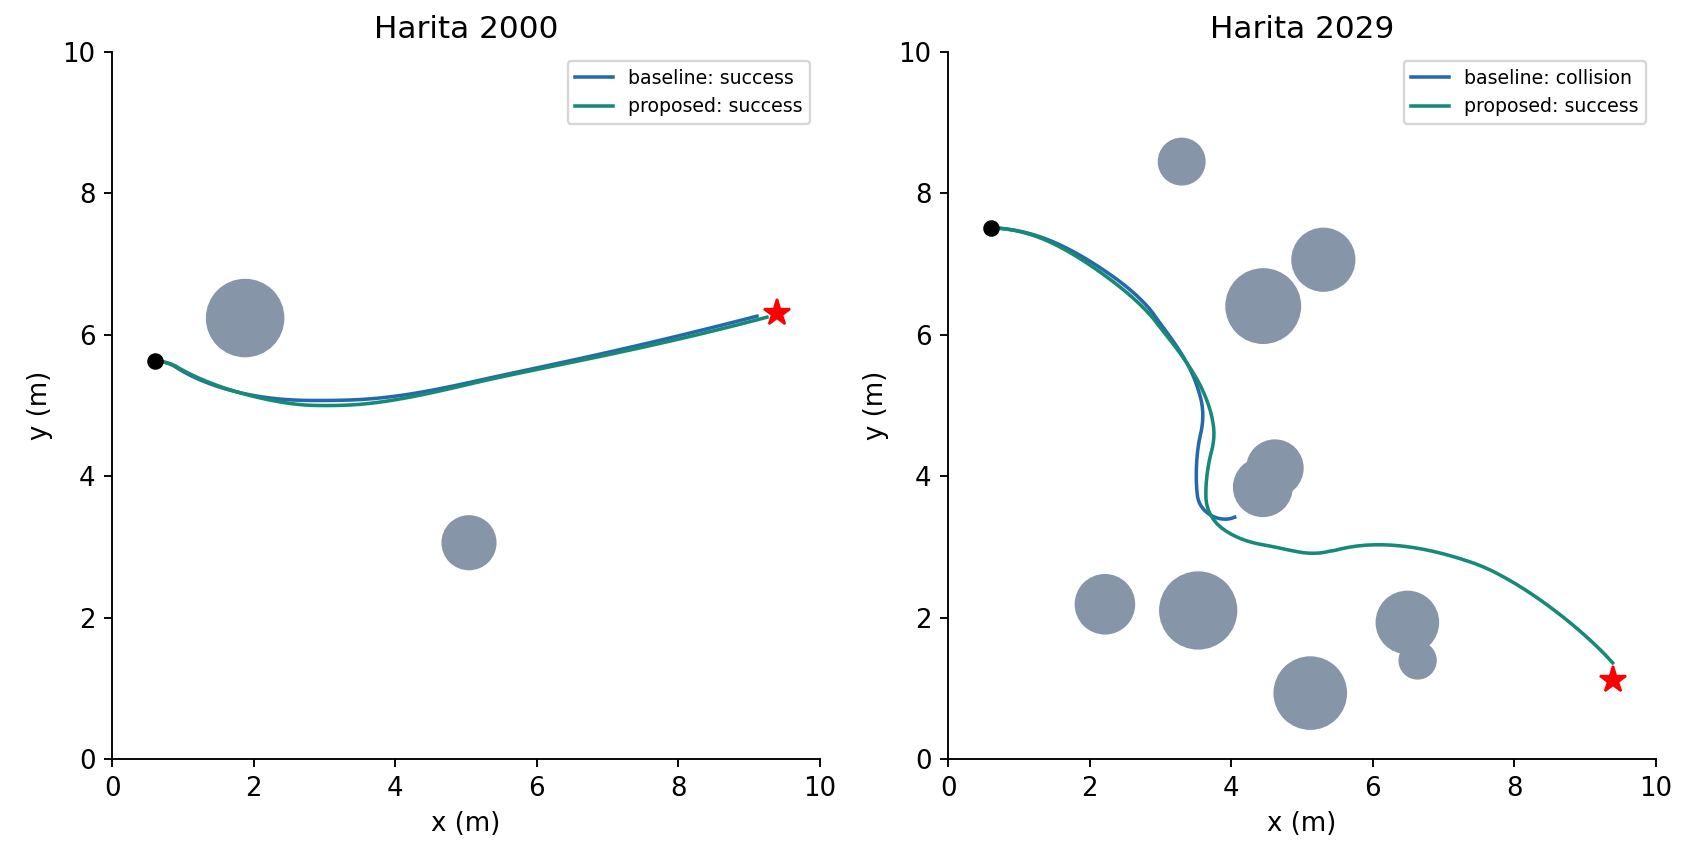 Harita 2000
baseline: success
proposed: success
10
8
6
4
2
0
y (m)
0 2 4 6 8 10
x (m)
Harita 2029
baseline: collision
proposed: success
10
8
6
4
2
0
y (m)
0 2 4 6 8 10
x (m)